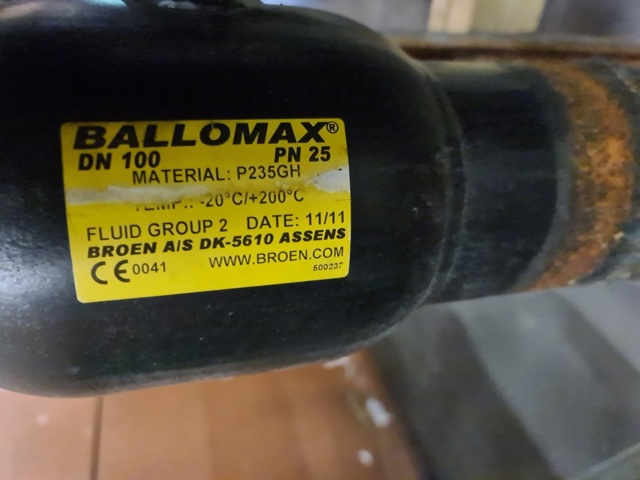 BALLOMAX®
DN 100 PN 25
MATERIAL: P235GH
TEMP.: -20°C/+200°C
FLUID GROUP 2 DATE: 11/11
BROEN A/S DK-5610 ASSENS
CE 0041 WWW.BROEN.COM
600237